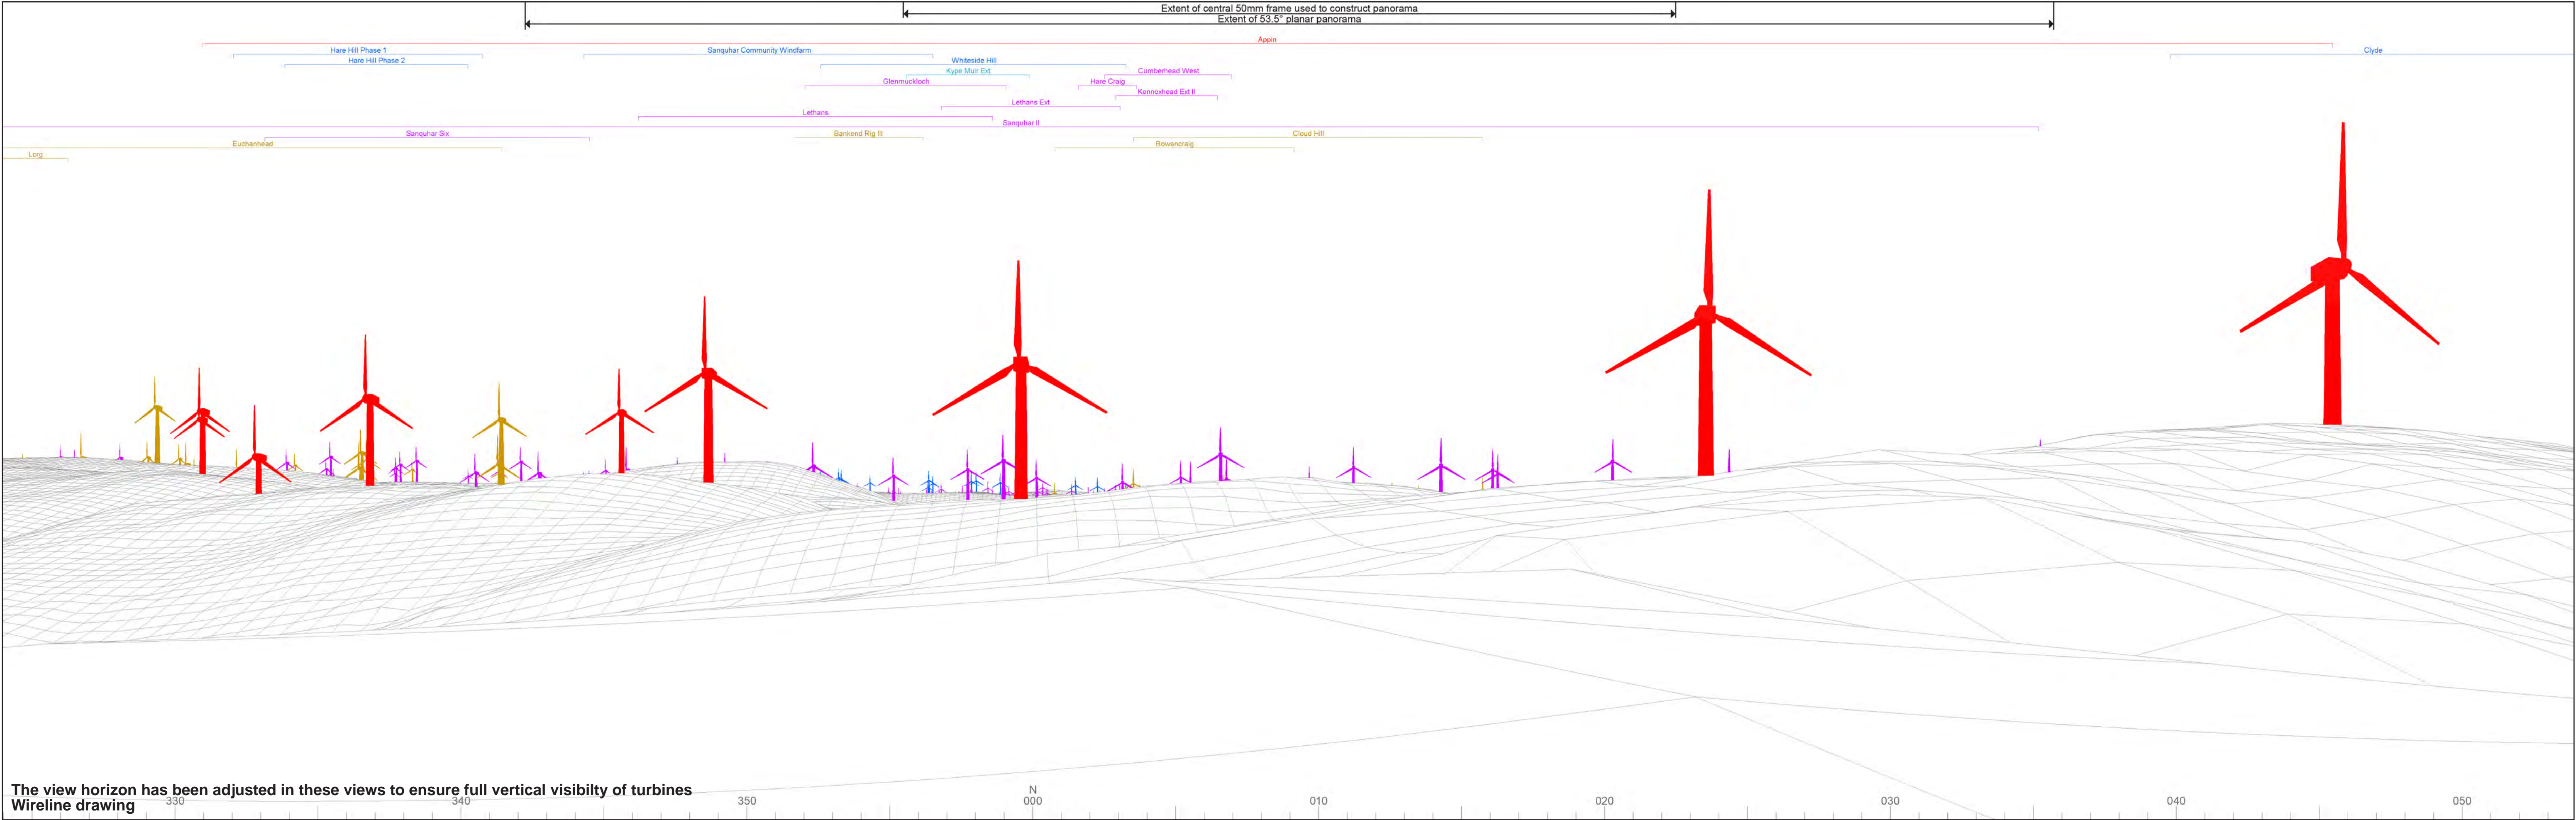 Extent of central 50mm frame used to construct panorama
Extent of 53.5° planar panorama
Appin
Hare Hill Phase 1
Sanquhar Community Windfarm
Clyde
Hare Hill Phase 2
Whiteside Hill
Kype Muir Ext
Cumberhead West
Glenmuckloch
Hare Craig
Kennoxhead Ext II
Lethans Ext
Lethans
Sanquhar II
Sanquhar Six
Bankend Rig III
Cloud Hill
Euchanhead
Rowancraig
Lorg
The view horizon has been adjusted in these views to ensure full vertical visibilty of turbines
Wireline drawing
N
330 340 350 000 010 020 030 040 050